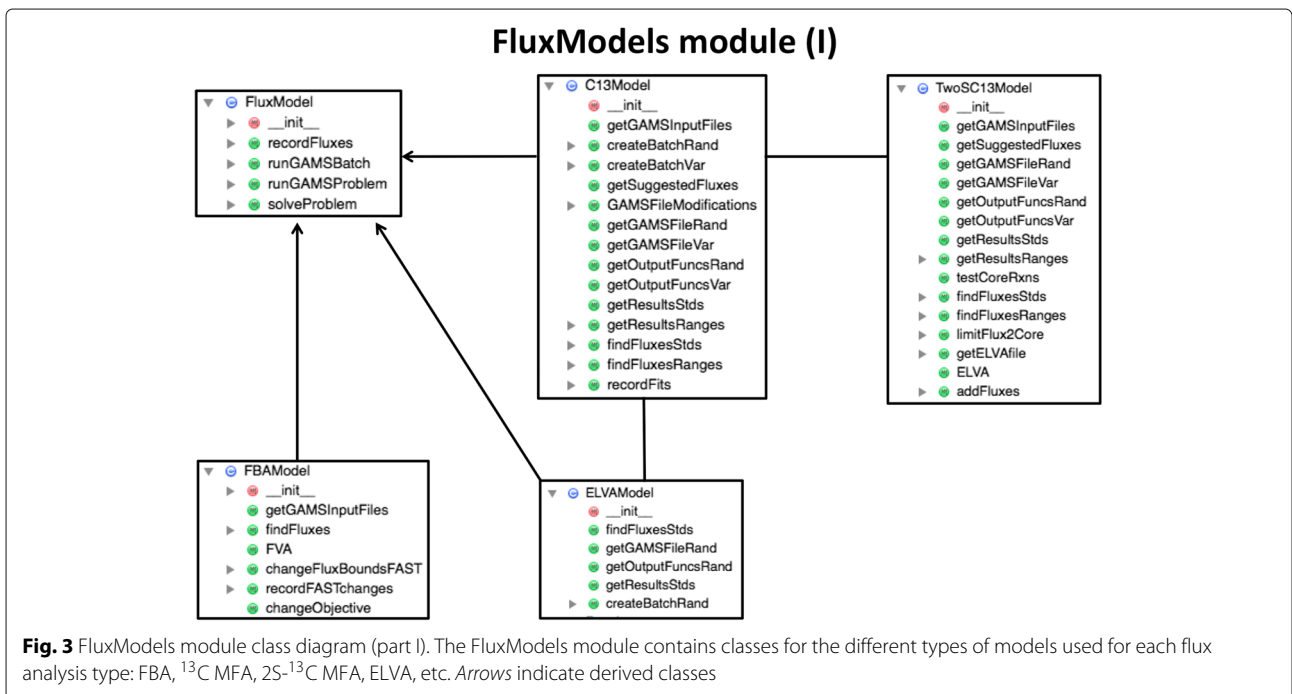 FluxModels module (I)
FluxModel
__init__
recordFluxes
runGAMSBatch
runGAMSProblem
solveProblem
C13Model
__init__
getGAMSInputFiles
createBatchRand
createBatchVar
getSuggestedFluxes
GAMSFileModifications
getGAMSFileRand
getGAMSFileVar
getOutputFuncsRand
getOutputFuncsVar
getResultsStds
getResultsRanges
findFluxesStds
findFluxesRanges
recordFits
TwoSC13Model
__init__
getGAMSInputFiles
getSuggestedFluxes
getGAMSFileRand
getGAMSFileVar
getOutputFuncsRand
getOutputFuncsVar
getResultsStds
getResultsRanges
testCoreRxns
findFluxesStds
findFluxesRanges
limitFlux2Core
getELVAfile
ELVA
addFluxes
FBAModel
__init__
getGAMSInputFiles
findFluxes
FVA
changeFluxBoundsFAST
recordFASTchanges
changeObjective
ELVAModel
__init__
findFluxesStds
getGAMSFileRand
getOutputFuncsRand
getResultsStds
createBatchRand
Fig. 3 FluxModels module class diagram (part I). The FluxModels module contains classes for the different types of models used for each flux
analysis type: FBA, ¹³C MFA, 2S-¹³C MFA, ELVA, etc. Arrows indicate derived classes